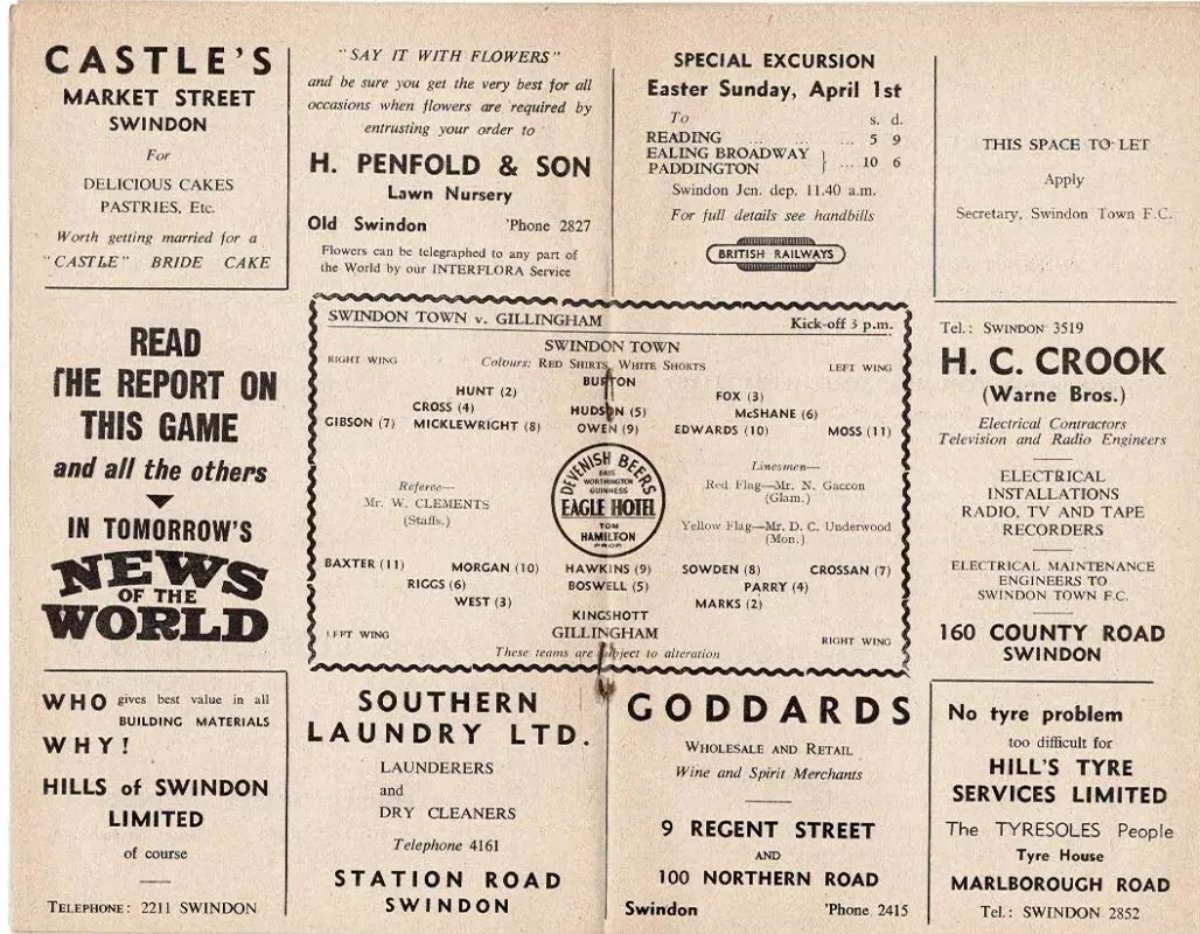 CASTLE'S
MARKET STREET
SWINDON
For
DELICIOUS CAKES
PASTRIES, Etc.
Worth getting married for a
"CASTLE" BRIDE CAKE
"SAY IT WITH FLOWERS"
and be sure you get the very best for all
occasions when flowers are required by
entrusting your order to
H. PENFOLD & SON
Lawn Nursery
Old Swindon 'Phone 2827
Flowers can be telegraphed to any part of
the World by our INTERFLORA Service
SPECIAL EXCURSION
Easter Sunday, April 1st
To s. d.
READING ... ... ... 5 9
EALING BROADWAY
PADDINGTON } ... 10 6
Swindon Jcn. dep. 11.40 a.m.
For full details see handbills
BRITISH RAILWAYS
THIS SPACE TO LET
Apply
Secretary, Swindon Town F.C.
READ
THE REPORT ON
THIS GAME
and all the others
IN TOMORROW'S
NEWS
OF THE
WORLD
SWINDON TOWN v. GILLINGHAM Kick-off 3 p.m.
SWINDON TOWN
RIGHT WING Colours: RED SHIRTS, WHITE SHORTS LEFT WING
BURTON
HUNT (2) FOX (3)
CROSS (4) HUDSON (5) McSHANE (6)
GIBSON (7) MICKLEWRIGHT (8) OWEN (9) EDWARDS (10) MOSS (11)
Referee—
Mr. W. CLEMENTS
(Staffs.)
DEVENISH BEERS
BASS
WORTHINGTON
GUINNESS
EAGLE HOTEL
TOM
HAMILTON
PROP.
Linesmen—
Red Flag—Mr. N. Gaccon
(Glam.)
Yellow Flag—Mr. D. C. Underwood
(Mon.)
BAXTER (11) MORGAN (10) HAWKINS (9) SOWDEN (8) CROSSAN (7)
RIGGS (6) BOSWELL (5) PARRY (4)
WEST (3) MARKS (2)
KINGSHOTT
LEFT WING GILLINGHAM RIGHT WING
These teams are subject to alteration
Tel.: SWINDON 3519
H. C. CROOK
(Warne Bros.)
Electrical Contractors
Television and Radio Engineers
ELECTRICAL
INSTALLATIONS
RADIO, TV AND TAPE
RECORDERS
ELECTRICAL MAINTENANCE
ENGINEERS TO
SWINDON TOWN F.C.
160 COUNTY ROAD
SWINDON
WHO gives best value in all
BUILDING MATERIALS
WHY!
HILLS of SWINDON
LIMITED
of course
TELEPHONE: 2211 SWINDON
SOUTHERN
LAUNDRY LTD.
LAUNDERERS
and
DRY CLEANERS
Telephone 4161
STATION ROAD
SWINDON
GODDARDS
WHOLESALE AND RETAIL
Wine and Spirit Merchants
9 REGENT STREET
AND
100 NORTHERN ROAD
Swindon 'Phone 2415
No tyre problem
too difficult for
HILL'S TYRE
SERVICES LIMITED
The TYRESOLES People
Tyre House
MARLBOROUGH ROAD
Tel.: SWINDON 2852